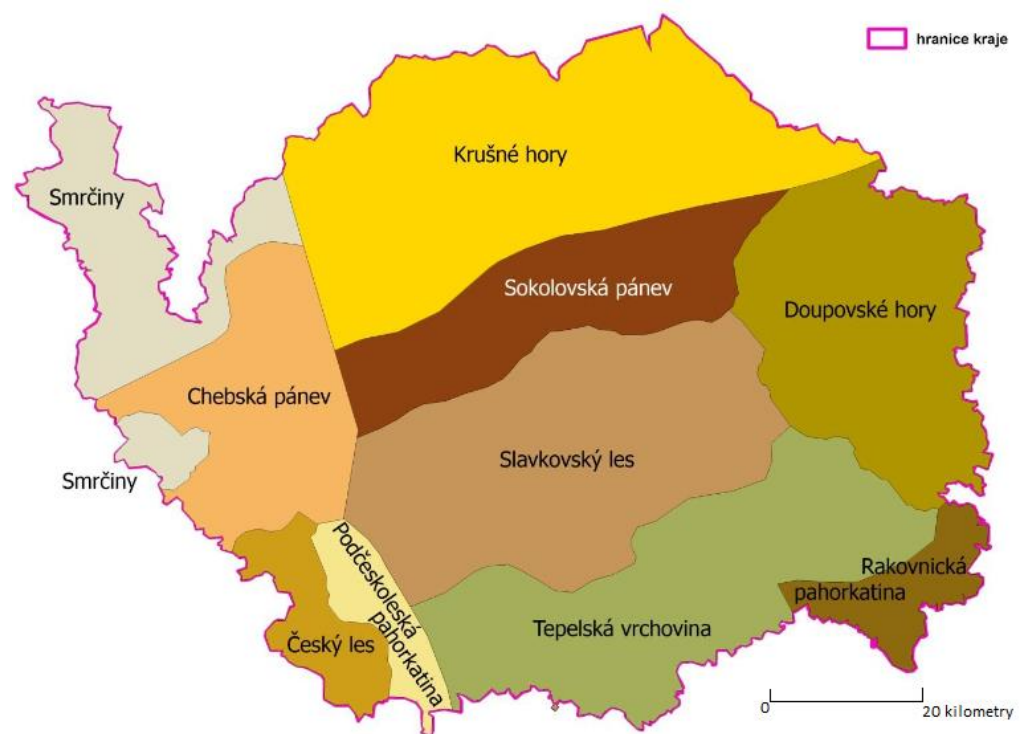 hranice kraje
Krušné hory
Smrčiny
Sokolovská pánev
Doupovské hory
Chebská pánev
Slavkovský les
Smrčiny
Podčeskoleská
pahorkatina
Rakovnická
pahorkatina
Český les
Tepelská vrchovina
0
20 kilometry